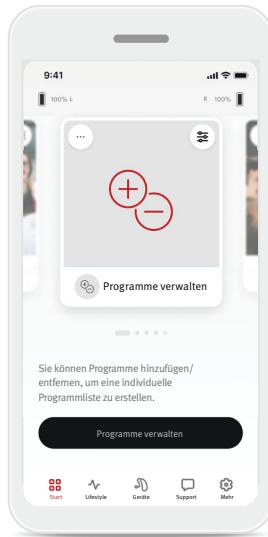 9:41
100% L
R 100%
Programme verwalten
Sie können Programme hinzufügen/
entfernen, um eine individuelle
Programmliste zu erstellen.
Programme verwalten
Start Lifestyle Geräte Support Mehr